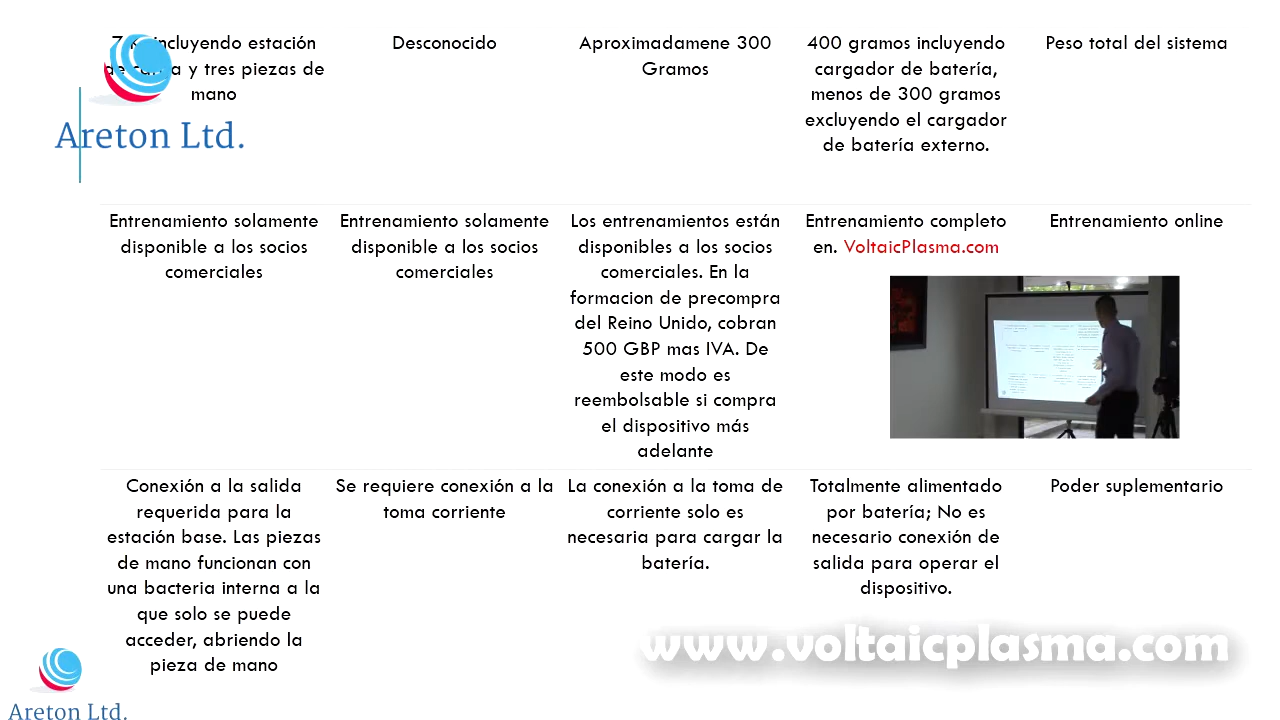 incluyendo estación
y tres piezas de
mano
Desconocido
Aproximadamene 300
Gramos
400 gramos incluyendo
cargador de batería,
menos de 300 gramos
excluyendo el cargador
de batería externo.
Peso total del sistema
Areton Ltd.
Entrenamiento solamente
disponible a los socios
comerciales
Entrenamiento solamente
disponible a los socios
comerciales
Los entrenamientos están
disponibles a los socios
comerciales. En la
formacion de precompra
del Reino Unido, cobran
500 GBP mas IVA. De
este modo es
reembolsable si compra
el dispositivo más
adelante
Entrenamiento completo
en. VoltaicPlasma.com
Entrenamiento online
Conexión a la salida
requerida para la
estación base. Las piezas
de mano funcionan con
una bacteria interna a la
que solo se puede
acceder, abriendo la
pieza de mano
Se requiere conexión a la
toma corriente
La conexión a la toma de
corriente solo es
necesaria para cargar la
batería.
Totalmente alimentado
por batería; No es
necesario conexión de
salida para operar el
dispositivo.
Poder suplementario
www.voltaicplasma.com
Areton Ltd.